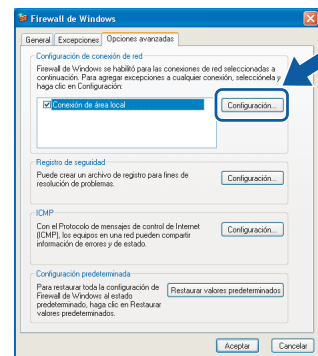 Firewall de Windows
General Excepciones Opciones avanzadas
Configuración de conexión de red
Firewall de Windows se habilitó para las conexiones de red seleccionadas a
continuación. Para agregar excepciones a cualquier conexión, selecciónela y
haga clic en Configuración:
Conexión de área local
Configuración...
Registro de seguridad
Puede crear un archivo de registro para fines de
resolución de problemas.
Configuración...
ICMP
Con el Protocolo de mensajes de control de Internet
(ICMP), los equipos en una red pueden compartir
información de errores y de estado.
Configuración...
Configuración predeterminada
Para restaurar toda la configuración de
Firewall de Windows al estado
predeterminado, haga clic en Restaurar
valores predeterminados.
Restaurar valores predeterminados
Aceptar Cancelar